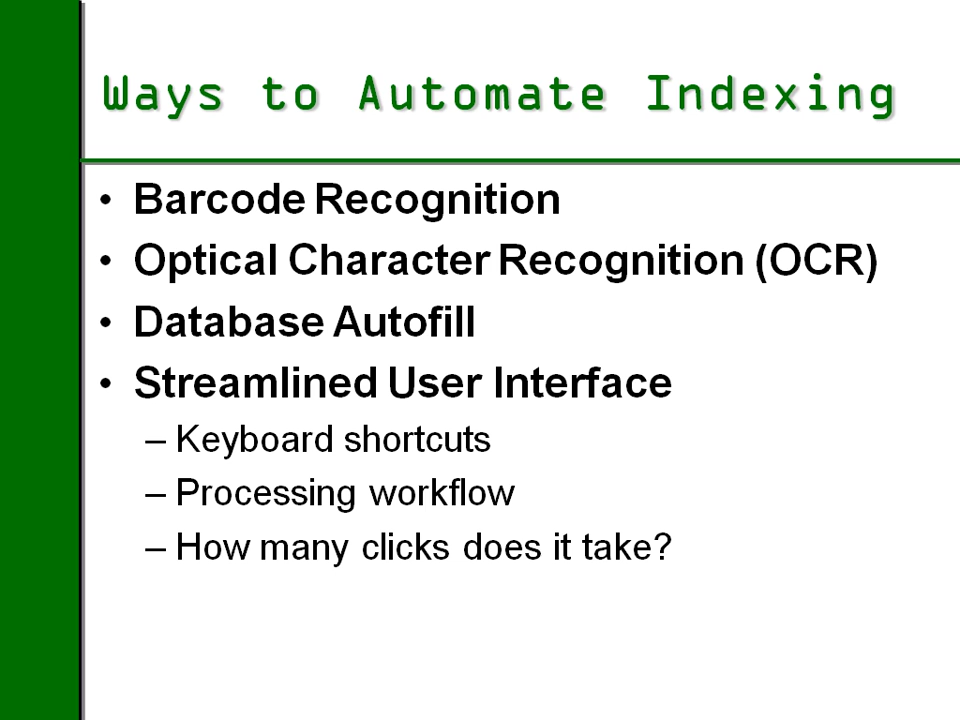 Ways to Automate Indexing
• Barcode Recognition
• Optical Character Recognition (OCR)
• Database Autofill
• Streamlined User Interface
– Keyboard shortcuts
– Processing workflow
– How many clicks does it take?